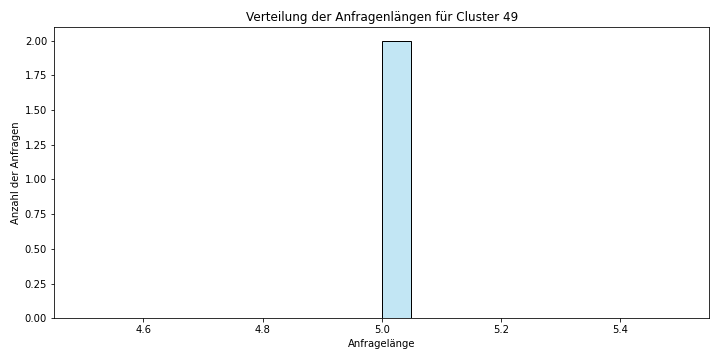 Verteilung der Anfragenlängen für Cluster 49
Anzahl der Anfragen
2.00
1.75
1.50
1.25
1.00
0.75
0.50
0.25
0.00
4.6 4.8 5.0 5.2 5.4
Anfragelänge